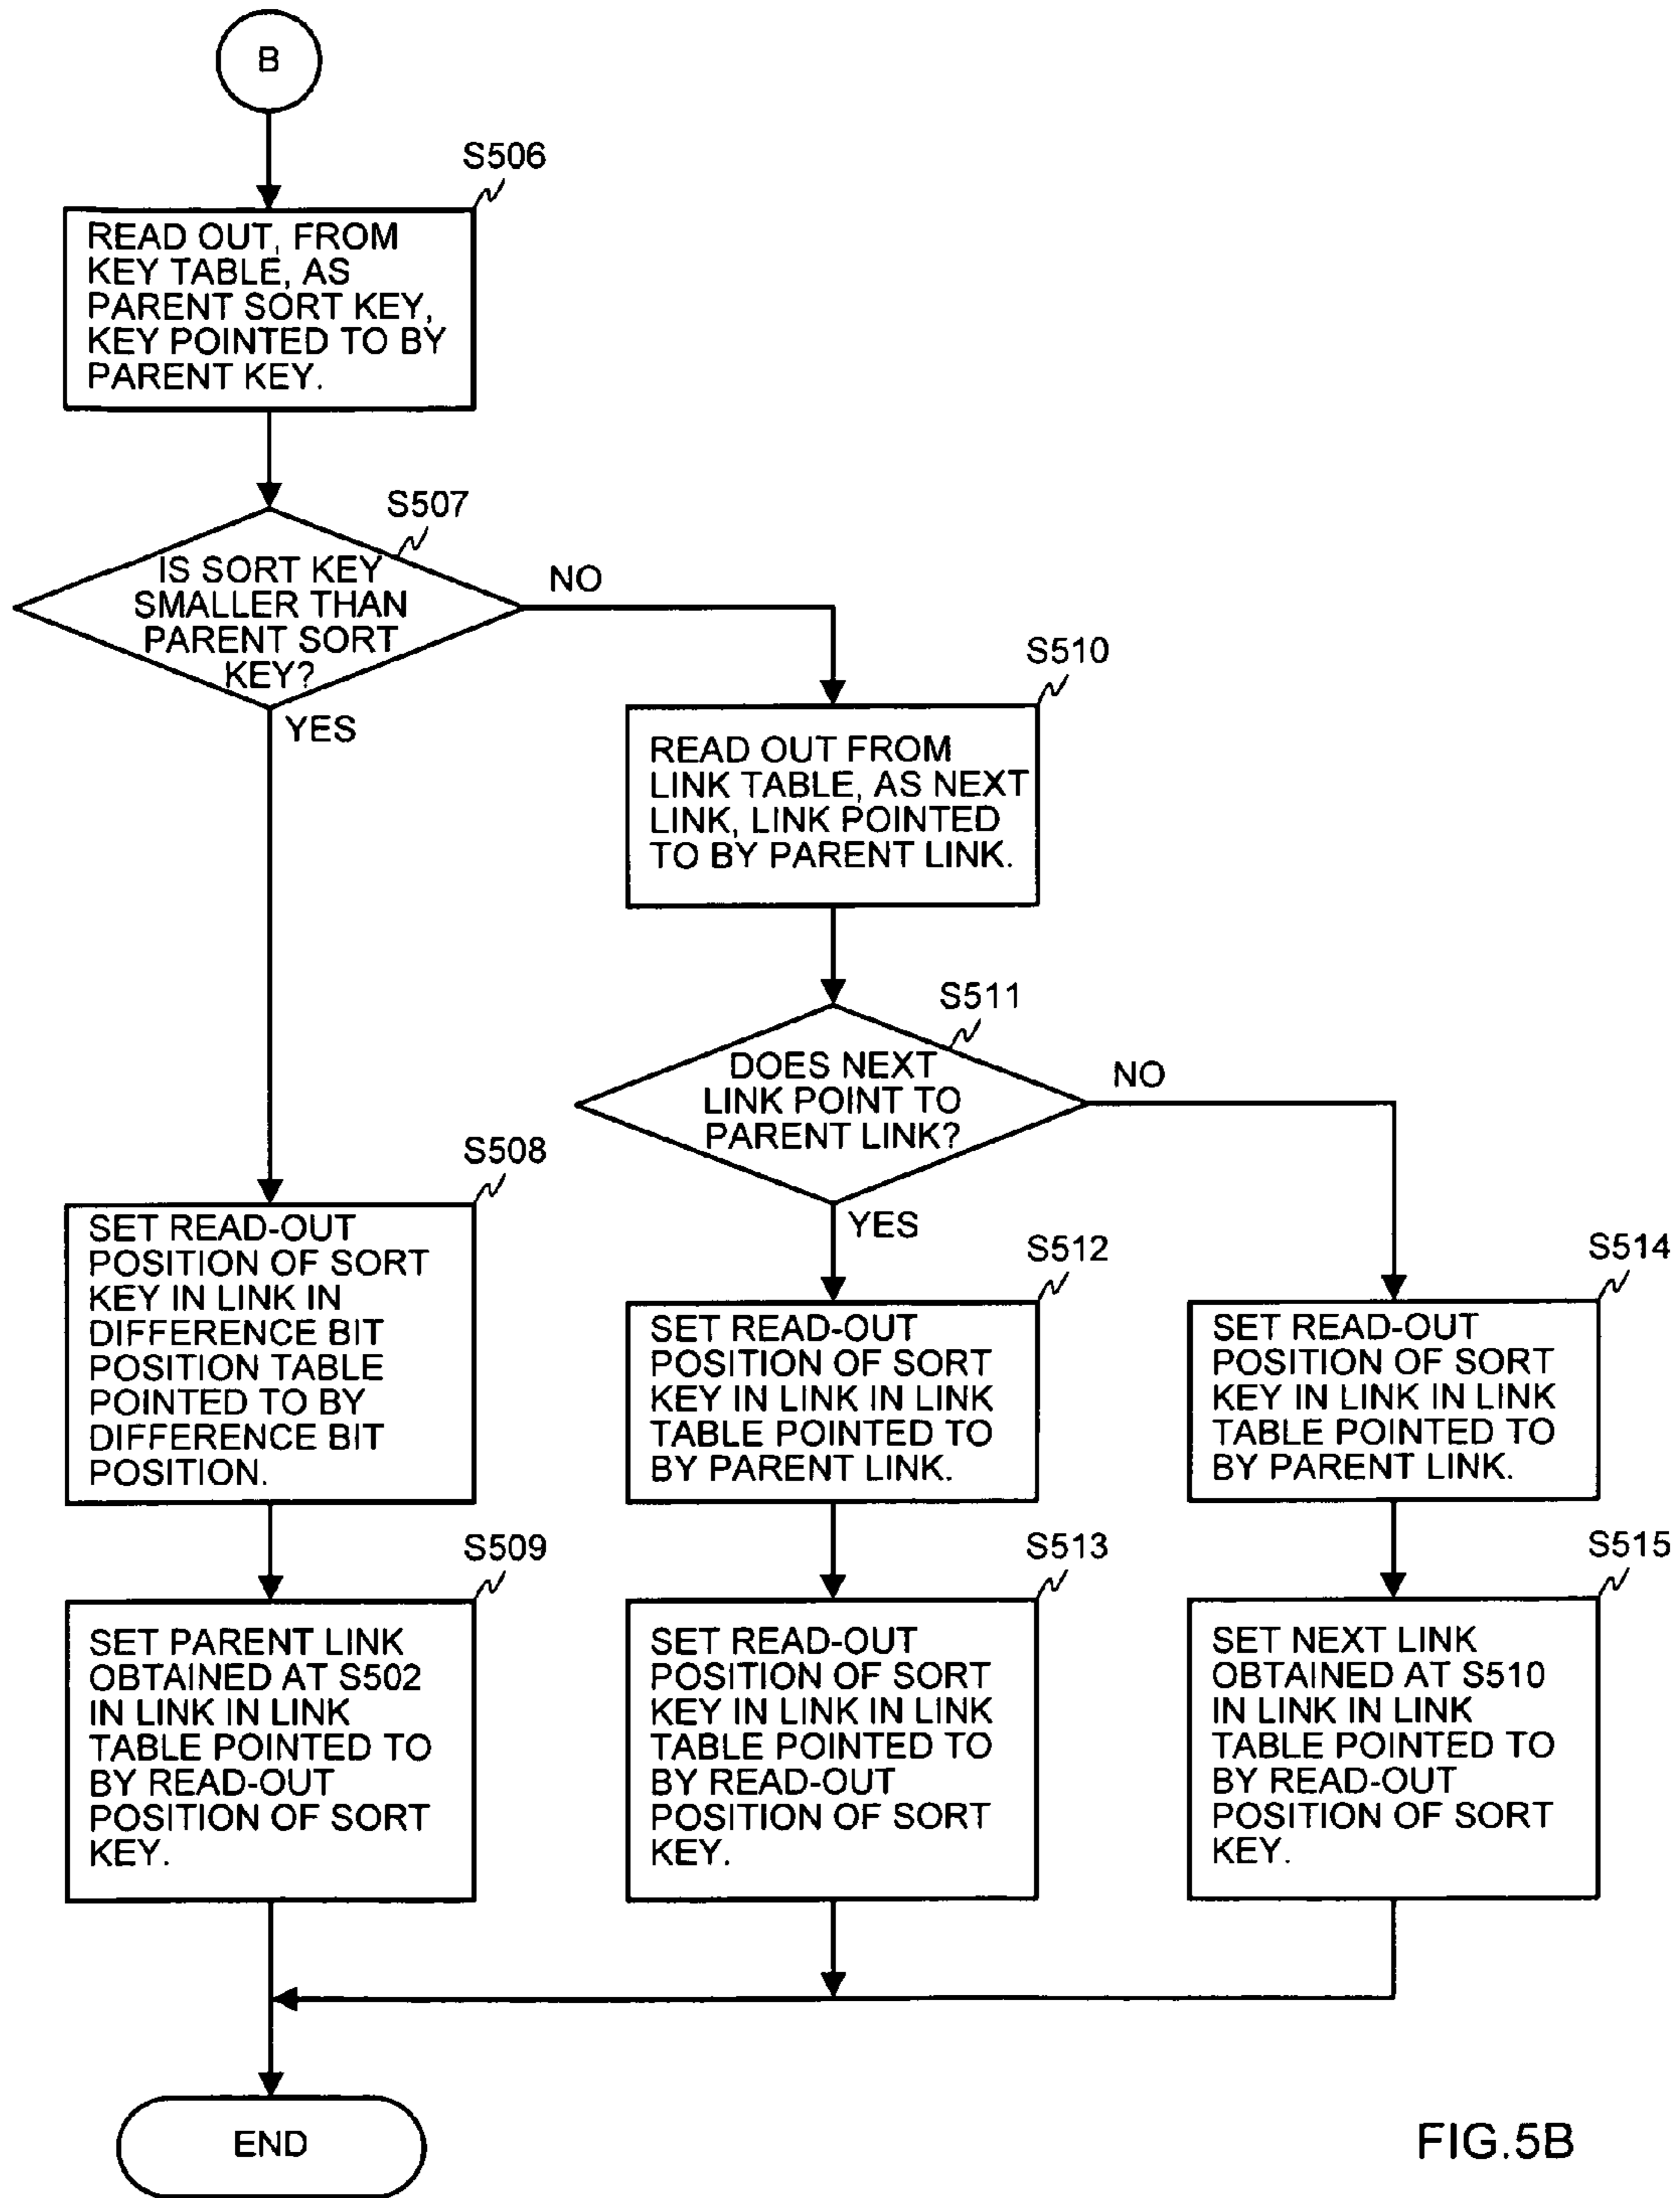 B
S506
READ OUT, FROM
KEY TABLE, AS
PARENT SORT KEY,
KEY POINTED TO BY
PARENT KEY.
S507
IS SORT KEY
SMALLER THAN
PARENT SORT
KEY?
NO
YES
S510
READ OUT FROM
LINK TABLE, AS NEXT
LINK, LINK POINTED
TO BY PARENT LINK.
S511
DOES NEXT
LINK POINT TO
PARENT LINK?
NO
YES
S508
SET READ-OUT
POSITION OF SORT
KEY IN LINK IN
DIFFERENCE BIT
POSITION TABLE
POINTED TO BY
DIFFERENCE BIT
POSITION.
S512
SET READ-OUT
POSITION OF SORT
KEY IN LINK IN LINK
TABLE POINTED TO
BY PARENT LINK.
S514
SET READ-OUT
POSITION OF SORT
KEY IN LINK IN LINK
TABLE POINTED TO
BY PARENT LINK.
S509
SET PARENT LINK
OBTAINED AT S502
IN LINK IN LINK
TABLE POINTED TO
BY READ-OUT
POSITION OF SORT
KEY.
S513
SET READ-OUT
POSITION OF SORT
KEY IN LINK IN LINK
TABLE POINTED TO
BY READ-OUT
POSITION OF SORT
KEY.
S515
SET NEXT LINK
OBTAINED AT S510
IN LINK IN LINK
TABLE POINTED TO
BY READ-OUT
POSITION OF SORT
KEY.
END
FIG.5B